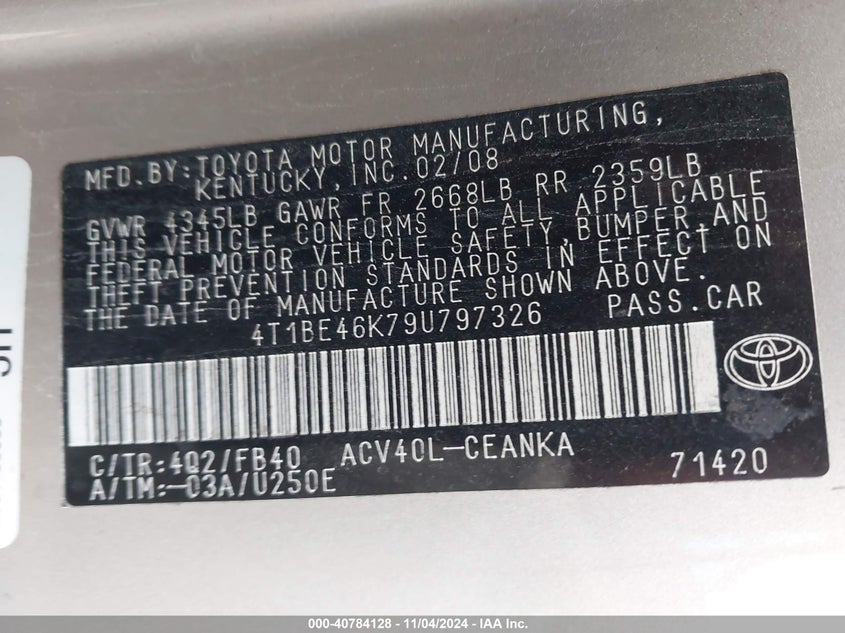 MFD.BY:TOYOTA MOTOR MANUFACTURING,
KENTUCKY,INC.02/08
GVWR 4345LB GAWR FR 2668LB RR 2359LB
THIS VEHICLE CONFORMS TO ALL APPLICABLE
FEDERAL MOTOR VEHICLE SAFETY,BUMPER,AND
THEFT PREVENTION STANDARDS IN EFFECT ON
THE DATE OF MANUFACTURE SHOWN ABOVE.
4T1BE46K79U797326 PASS.CAR
C/TR:4Q2/FB40 ACV40L-CEANKA
A/TM:-03A/U250E 71420
000-40784128 - 11/04/2024 - IAA Inc.